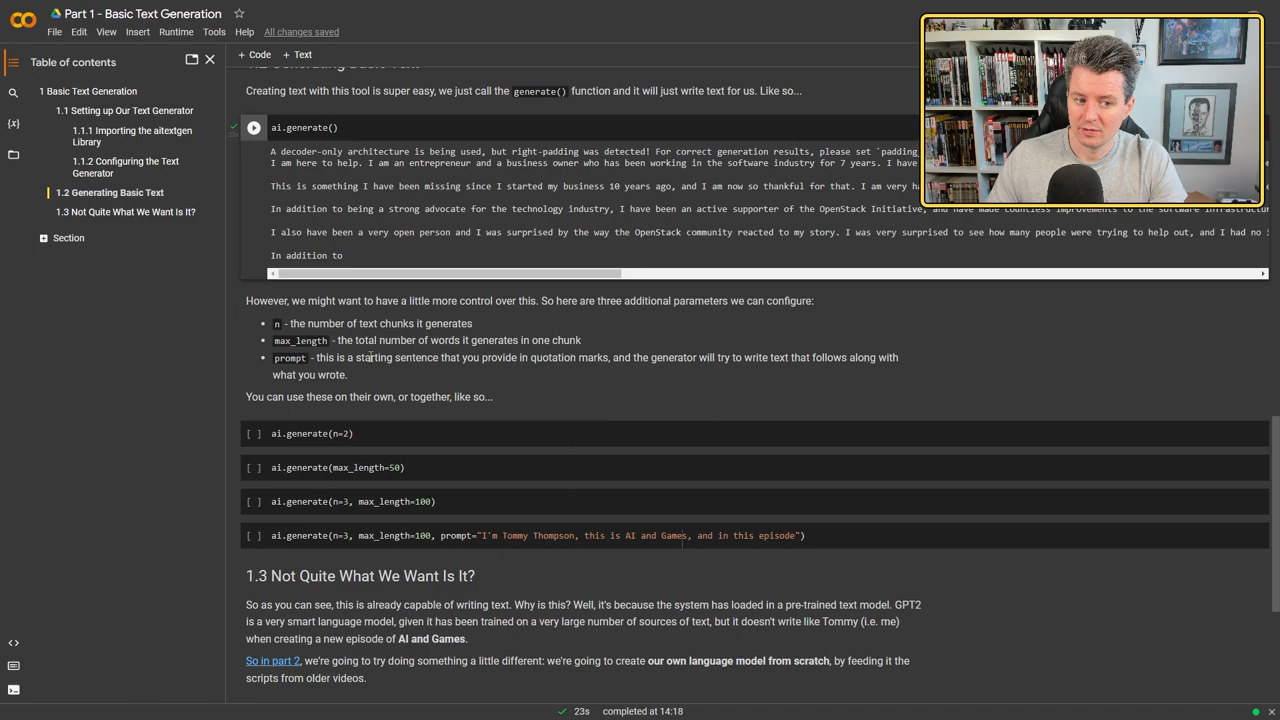 Part 1 - Basic Text Generation
File Edit View Insert Runtime Tools Help All changes saved
Table of contents
1 Basic Text Generation
1.1 Setting up Our Text Generator
1.1.1 Importing the aitextgen
Library
1.1.2 Configuring the Text
Generator
1.2 Generating Basic Text
1.3 Not Quite What We Want Is It?
Section
+ Code + Text
1.2 Generating Basic Text
Creating text with this tool is super easy, we just call the generate() function and it will just write text for us. Like so...
ai.generate()
A decoder-only architecture is being used, but right-padding was detected! For correct generation results, please set `padding_
I am here to help. I am an entrepreneur and a business owner who has been working in the software industry for 7 years. I have
This is something I have been missing since I started my business 10 years ago, and I am now so thankful for that. I am very ha
In addition to being a strong advocate for the technology industry, I have been an active supporter of the OpenStack Initiative, and have made countless improvements to the software infrastruc
I also have been a very open person and I was surprised by the way the OpenStack community reacted to my story. I was very surprised to see how many people were trying to help out, and I had no i
In addition to
However, we might want to have a little more control over this. So here are three additional parameters we can configure:
• n - the number of text chunks it generates
• max_length - the total number of words it generates in one chunk
• prompt - this is a starting sentence that you provide in quotation marks, and the generator will try to write text that follows along with
what you wrote.
You can use these on their own, or together, like so...
[ ] ai.generate(n=2)
[ ] ai.generate(max_length=50)
[ ] ai.generate(n=3, max_length=100)
[ ] ai.generate(n=3, max_length=100, prompt="I'm Tommy Thompson, this is AI and Games, and in this episode")
1.3 Not Quite What We Want Is It?
So as you can see, this is already capable of writing text. Why is this? Well, it's because the system has loaded in a pre-trained text model. GPT2
is a very smart language model, given it has been trained on a very large number of sources of text, but it doesn't write like Tommy (i.e. me)
when creating a new episode of AI and Games.
So in part 2, we're going to try doing something a little different: we're going to create our own language model from scratch, by feeding it the
scripts from older videos.
23s completed at 14:18